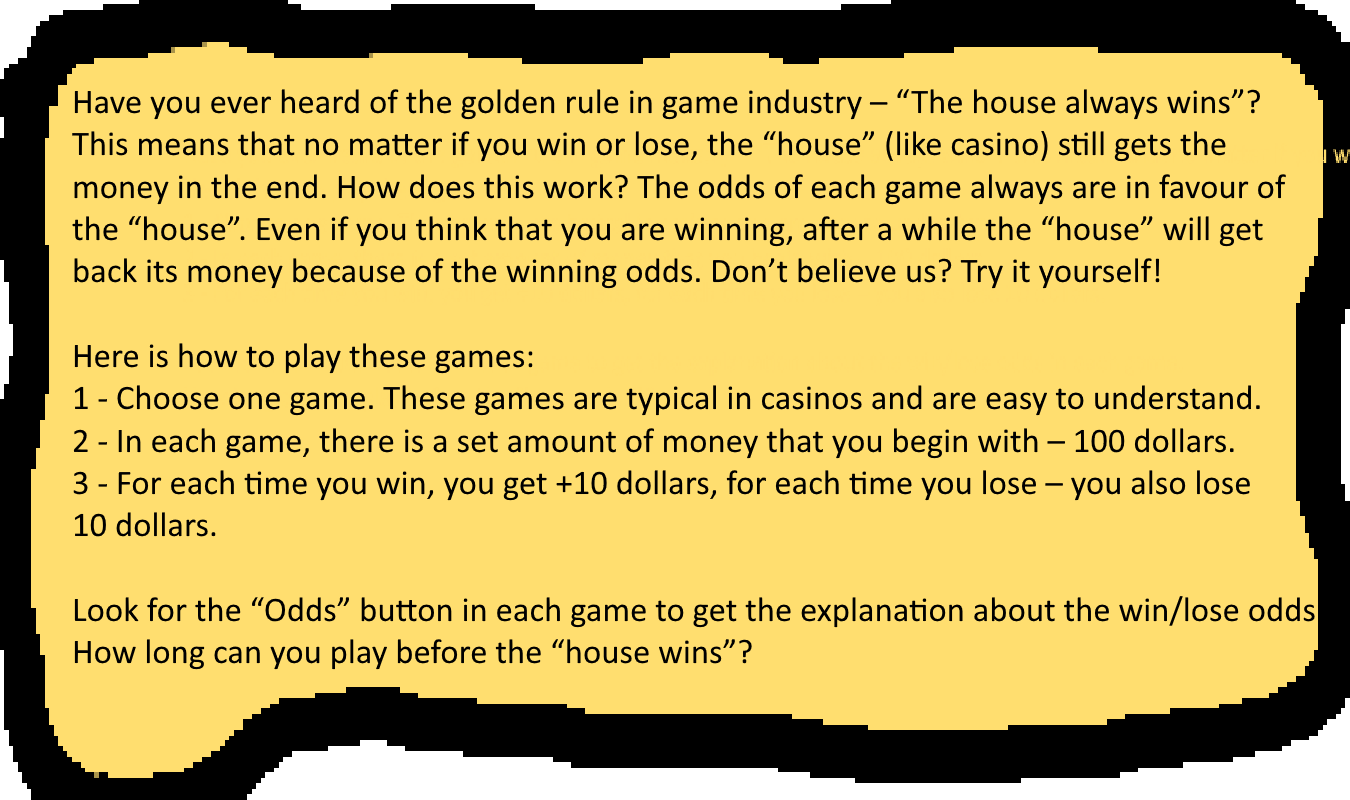 Have you ever heard of the golden rule in game industry – “The house always wins”?
This means that no matter if you win or lose, the “house” (like casino) still gets the
money in the end. How does this work? The odds of each game always are in favour of
the “house”. Even if you think that you are winning, after a while the “house” will get
back its money because of the winning odds. Don’t believe us? Try it yourself!
Here is how to play these games:
1 - Choose one game. These games are typical in casinos and are easy to understand.
2 - In each game, there is a set amount of money that you begin with – 100 dollars.
3 - For each time you win, you get +10 dollars, for each time you lose – you also lose
10 dollars.
Look for the “Odds” button in each game to get the explanation about the win/lose odds
How long can you play before the “house wins”?